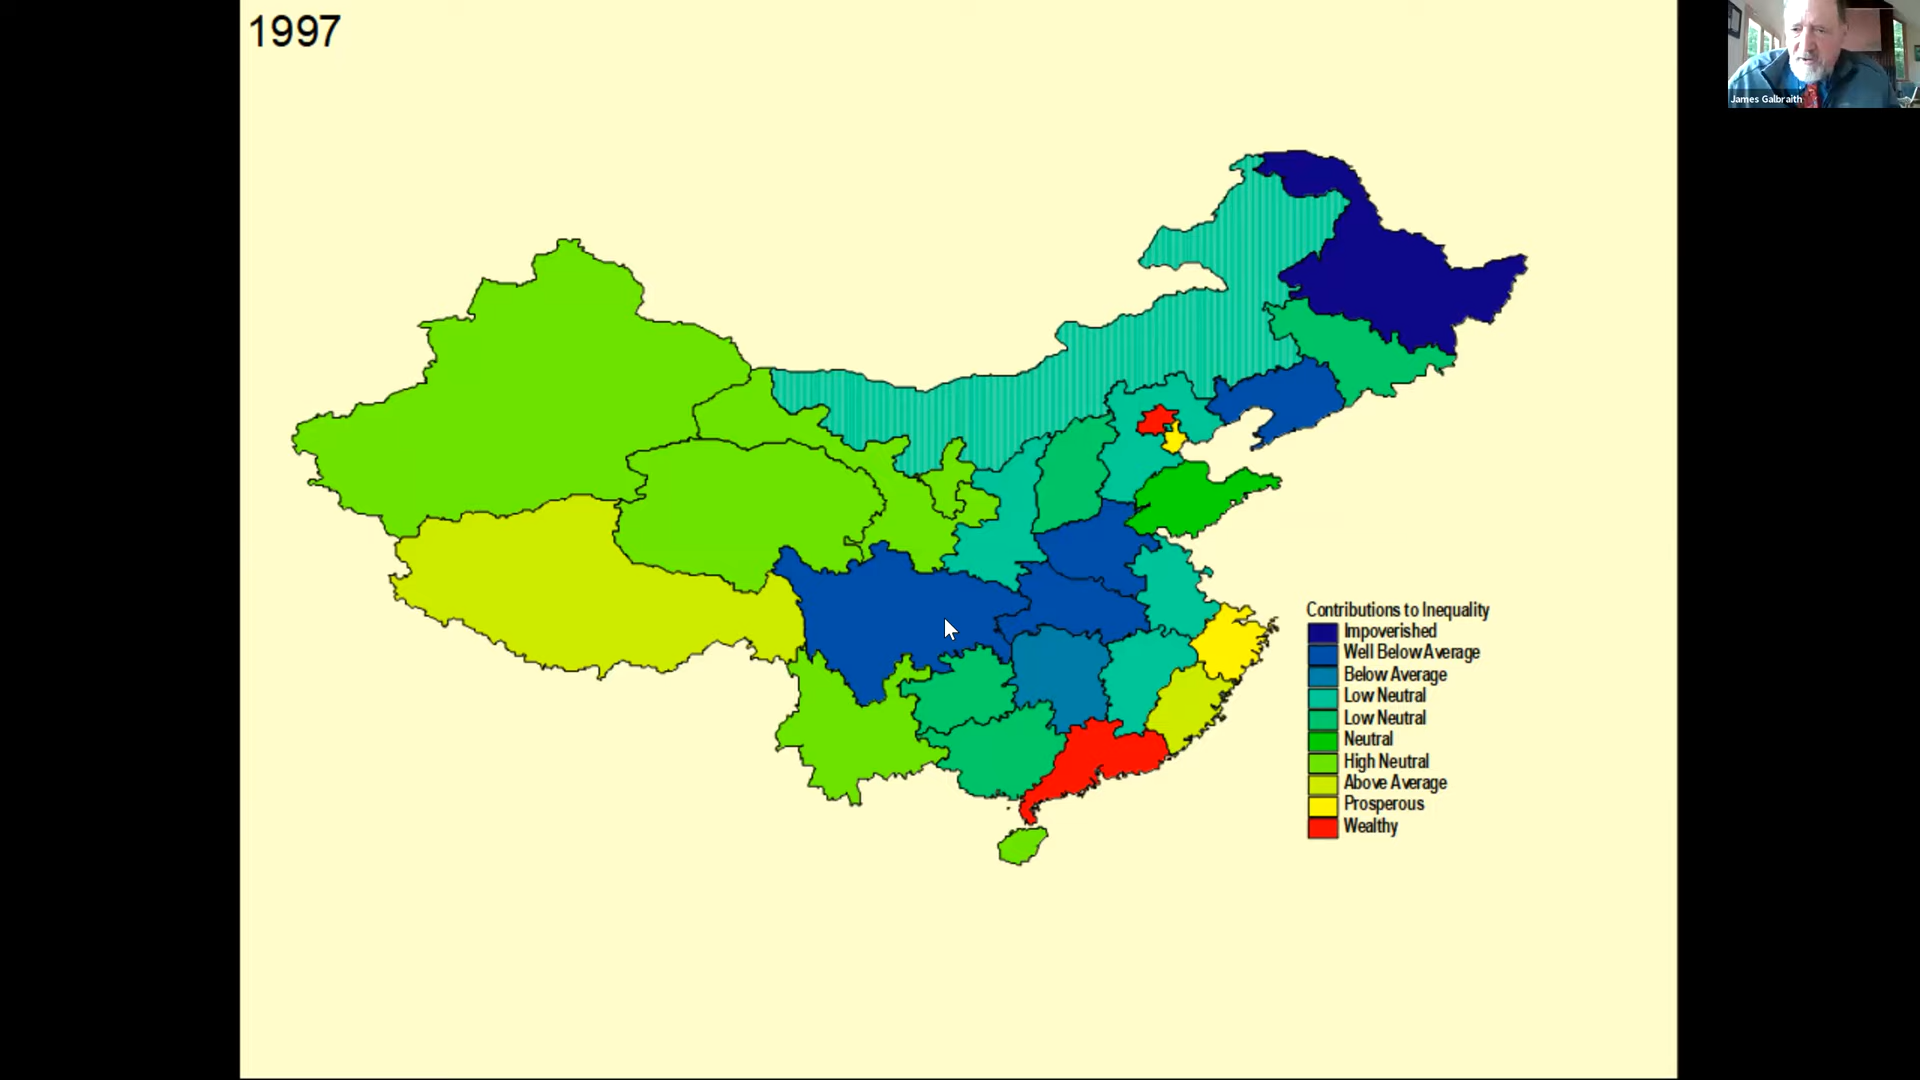 1997
James Galbraith
Contributions to Inequality
Impoverished
Well Below Average
Below Average
Low Neutral
Low Neutral
Neutral
High Neutral
Above Average
Prosperous
Wealthy